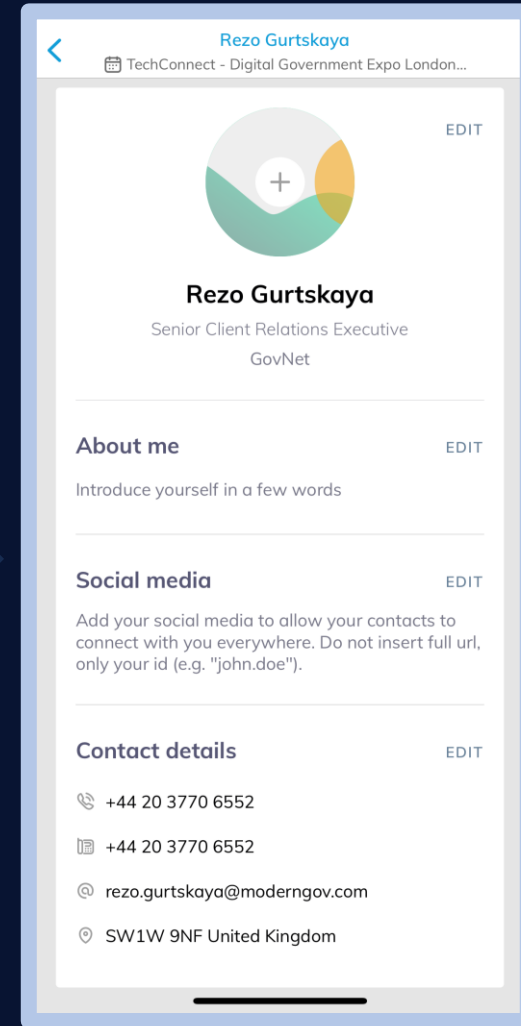 Rezo Gurtskaya
TechConnect - Digital Government Expo London...
EDIT
Rezo Gurtskaya
Senior Client Relations Executive
GovNet
About me
EDIT
Introduce yourself in a few words
Social media
EDIT
Add your social media to allow your contacts to
connect with you everywhere. Do not insert full url,
only your id (e.g. "john.doe").
Contact details
EDIT
+44 20 3770 6552
+44 20 3770 6552
rezo.gurtskaya@moderngov.com
SW1W 9NF United Kingdom